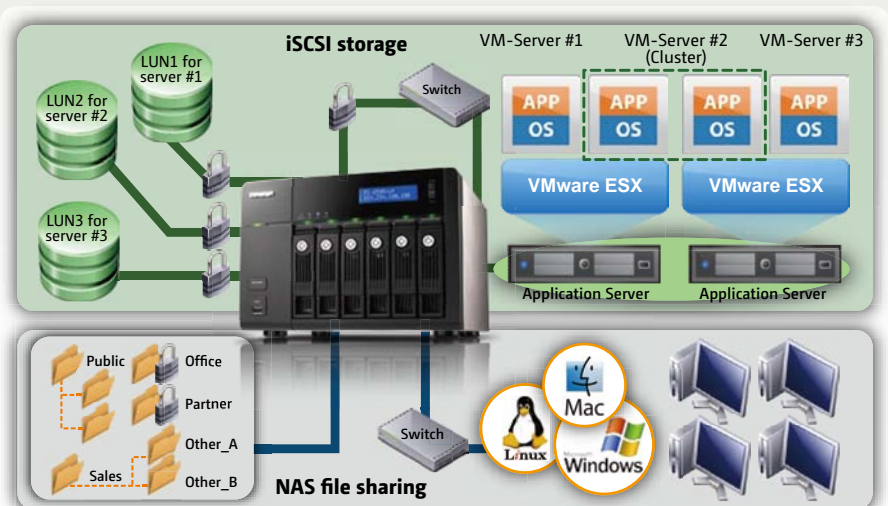 iSCSI storage
LUN1 for
server #1
LUN2 for
server #2
LUN3 for
server #3
Switch
VM-Server #1
VM-Server #2
(Cluster)
VM-Server #3
APP
OS
APP
OS
APP
OS
APP
OS
VMware ESX
VMware ESX
Application Server
Application Server
Public
Office
Partner
Other_A
Sales
Other_B
NAS file sharing
Switch
Linux
Mac
Windows